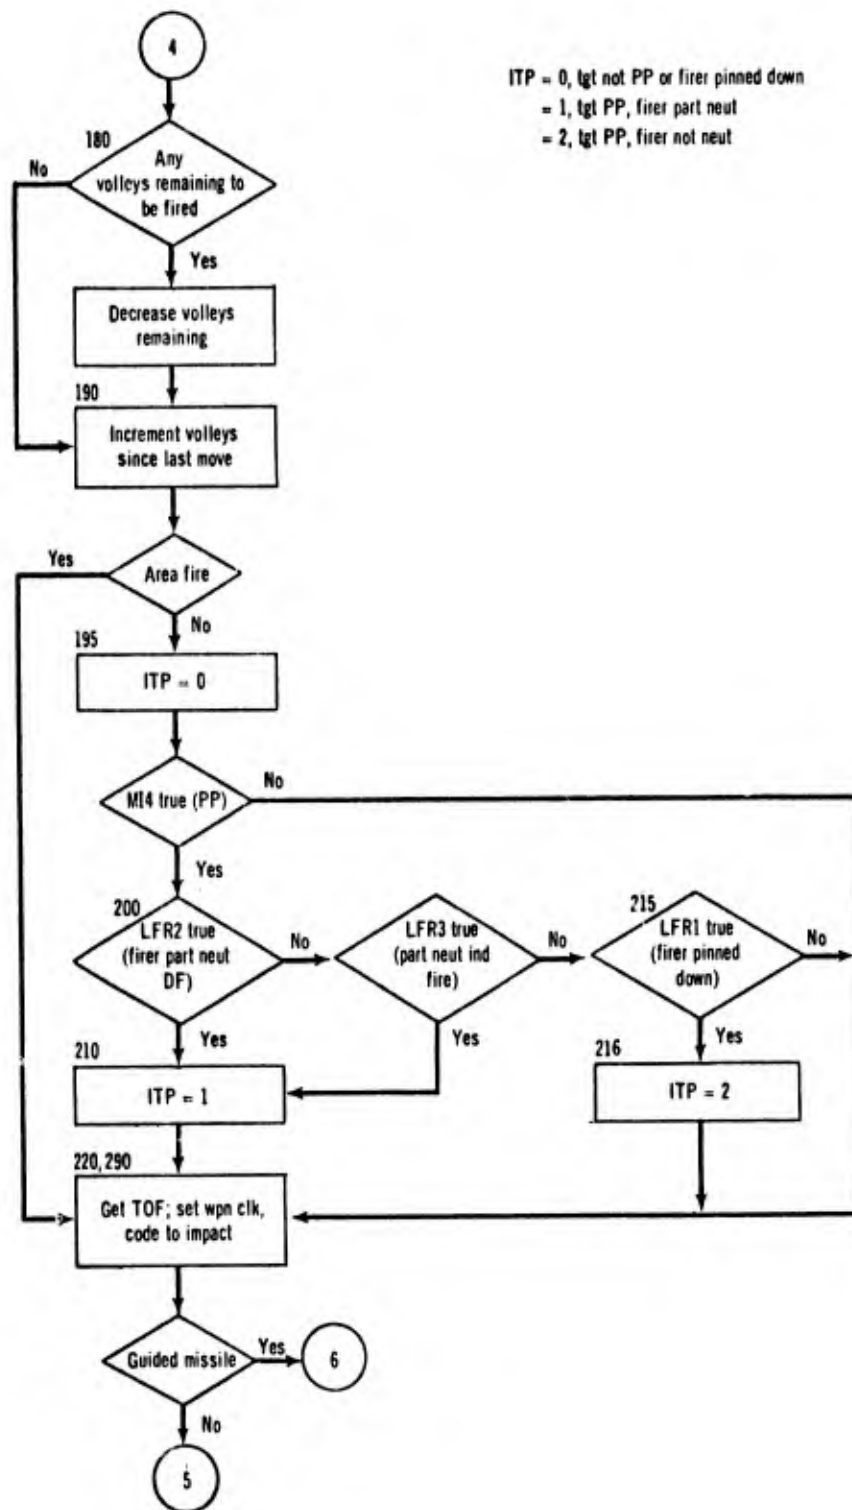 4
ITP = 0, tgt not PP or firer pinned down
= 1, tgt PP, firer part neut
= 2, tgt PP, firer not neut
180
Any
volleys remaining to
be fired
No
Yes
Decrease volleys
remaining
190
Increment volleys
since last move
Yes
Area fire
No
195
ITP = 0
MI4 true (PP)
No
Yes
200
LFR2 true
(firer part neut
DF)
No
LFR3 true
(part neut ind
fire)
No
215
LFR1 true
(firer pinned
down)
No
Yes
Yes
Yes
210
ITP = 1
216
ITP = 2
220, 290
Get TOF; set wpn clk,
code to impact
Guided missile
Yes
6
No
5